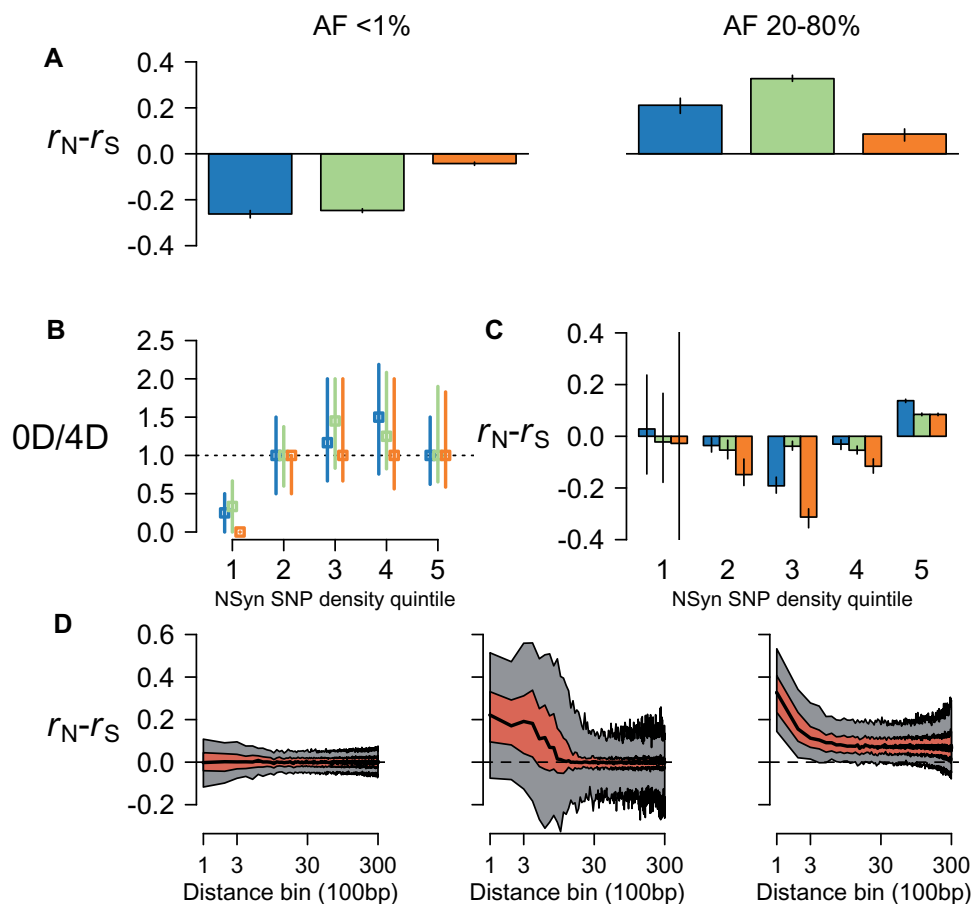 AF <1% AF 20-80%
A
0.4
0.2
0.0
-0.2
-0.4
rN-rS
B
2.5
2.0
1.5
1.0
0.5
0.0
0D/4D
1 2 3 4 5
NSyn SNP density quintile
C
0.4
0.2
0.0
-0.2
-0.4
rN-rS
1 2 3 4 5
NSyn SNP density quintile
D
0.6
0.4
0.2
0.0
-0.2
rN-rS
1 3 30 300
Distance bin (100bp)
1 3 30 300
Distance bin (100bp)
1 3 30 300
Distance bin (100bp)